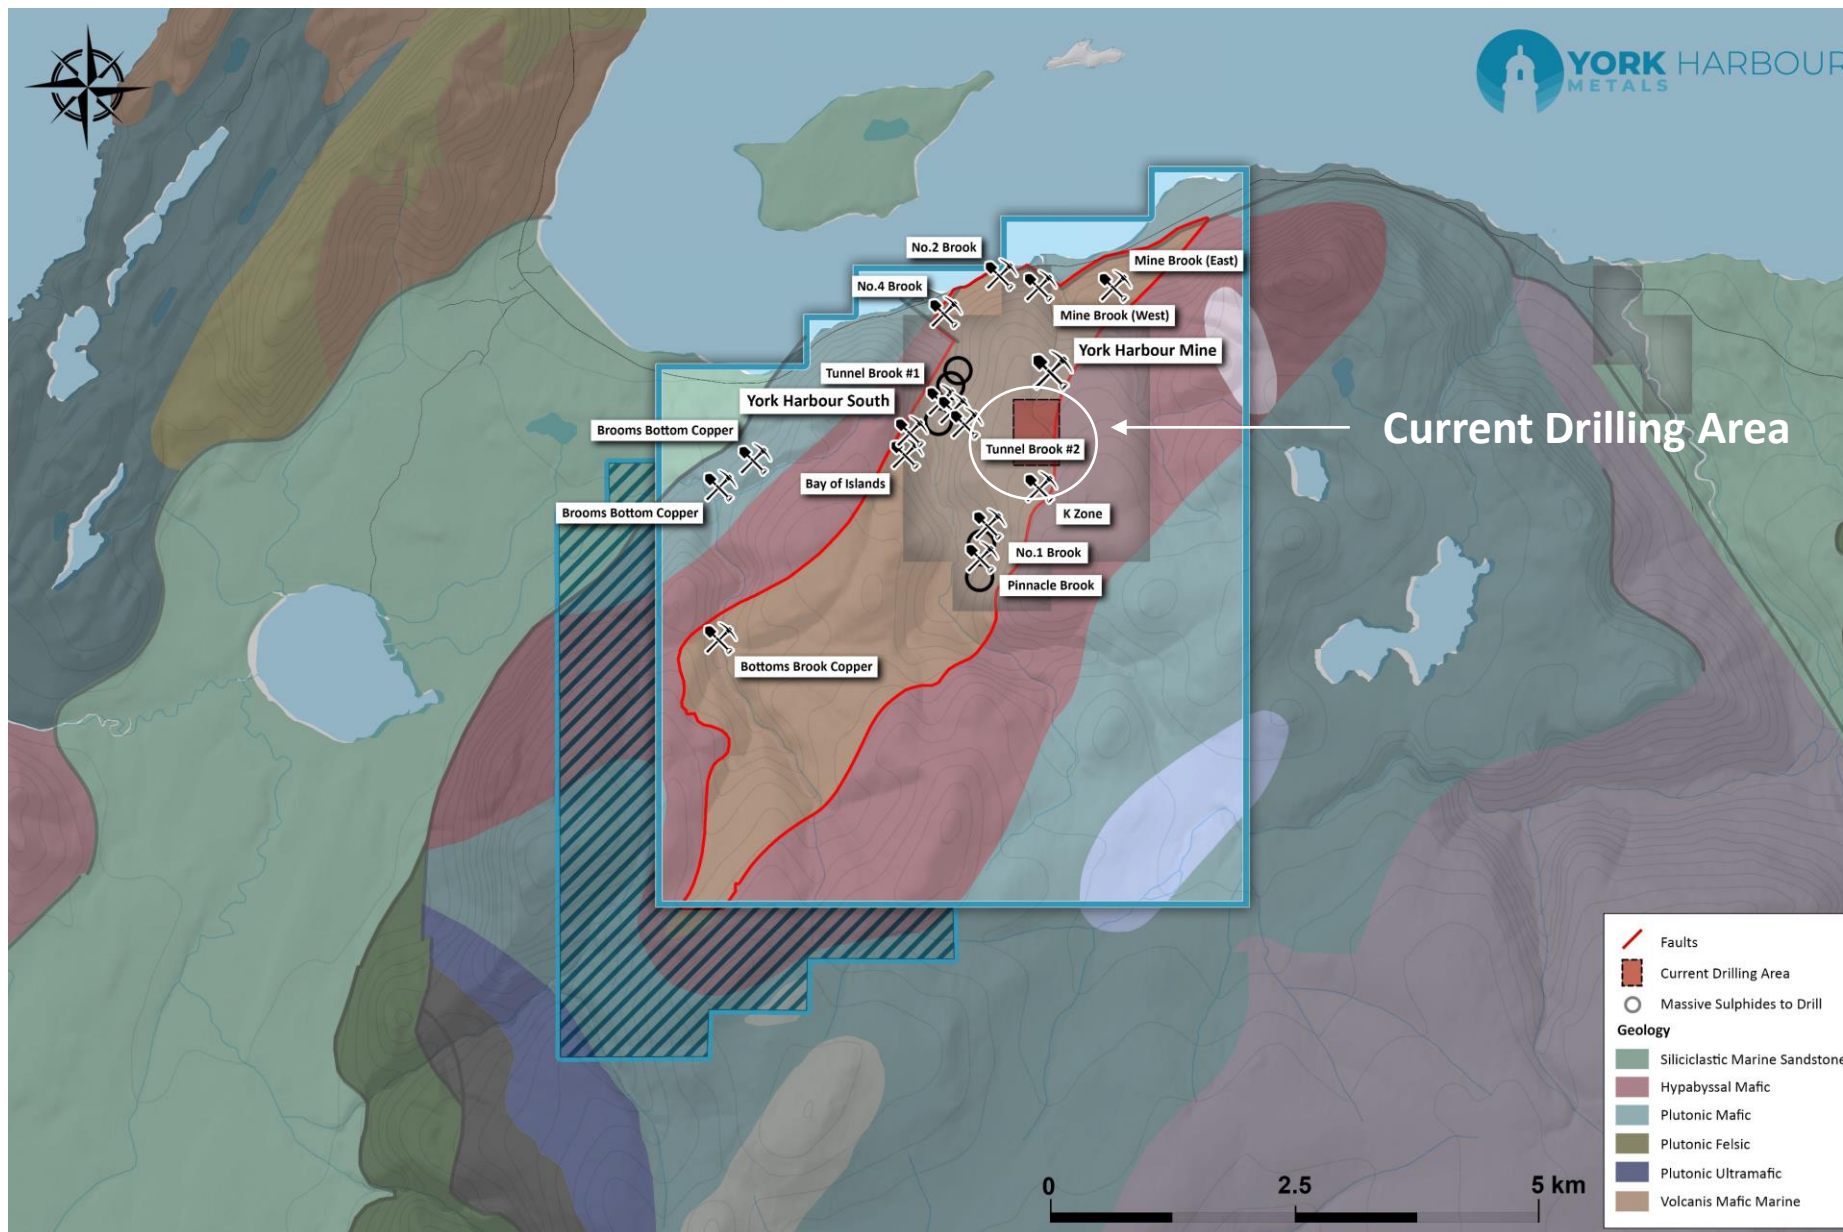 YORK HARBOUR
METALS
No.2 Brook
Mine Brook (East)
No.4 Brook
Mine Brook (West)
York Harbour Mine
Tunnel Brook #1
York Harbour South
Current Drilling Area
Brooms Bottom Copper
Tunnel Brook #2
Bay of Islands
Brooms Bottom Copper
K Zone
No.1 Brook
Pinnacle Brook
Bottoms Brook Copper
Faults
Current Drilling Area
Massive Sulphides to Drill
Geology
Siliciclastic Marine Sandstone
Hypabyssal Mafic
Plutonic Mafic
Plutonic Felsic
Plutonic Ultramafic
Volcanis Mafic Marine
0 2.5 5 km